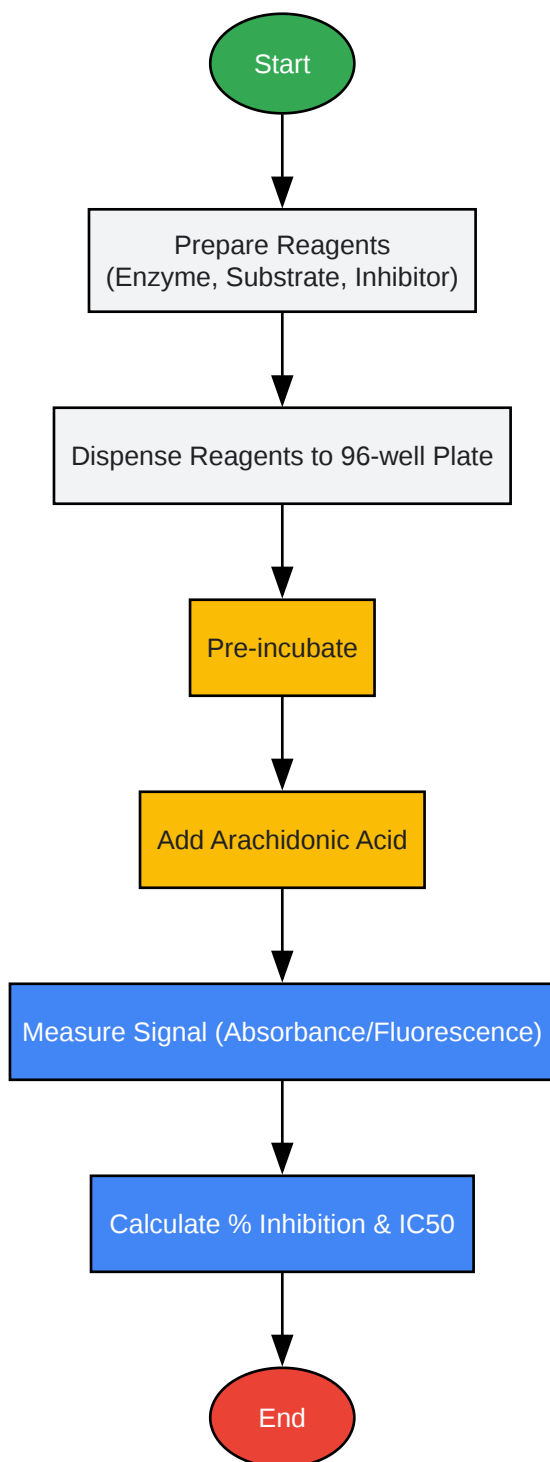 Start
Prepare Reagents
(Enzyme, Substrate, Inhibitor)
Dispense Reagents to 96-well Plate
Pre-incubate
Add Arachidonic Acid
Measure Signal (Absorbance/Fluorescence)
Calculate % Inhibition & IC50
End